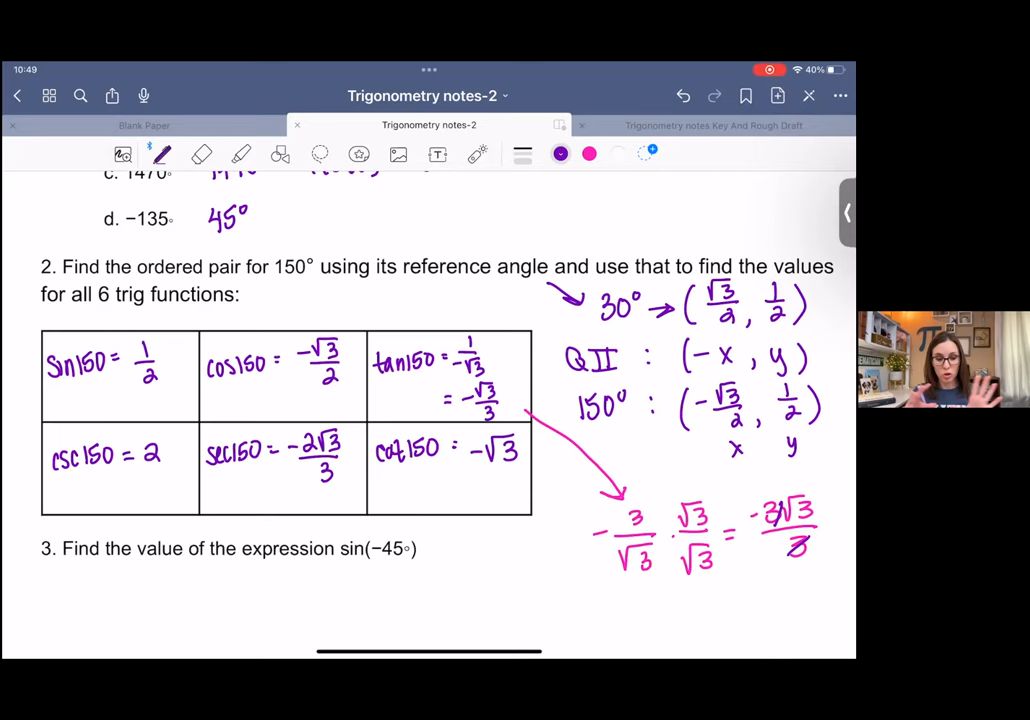 10:49
40%
Trigonometry notes-2
Blank Paper
Trigonometry notes-2
Trigonometry notes Key And Rough Draft
c. 1470°
d. −135° 45°
2. Find the ordered pair for 150° using its reference angle and use that to find the values
for all 6 trig functions:
30° → (√3/2, 1/2)
QII : (-x, y)
150° : (-√3/2, 1/2)
x y
sin150 = 1/2 cos150 = -√3/2 tan150 = 1/-√3
= -√3/3
csc150 = 2 sec150 = -2√3/3 cot150 = -√3
- 3/√3 · √3/√3 = -3√3/3
3. Find the value of the expression sin(−45°)